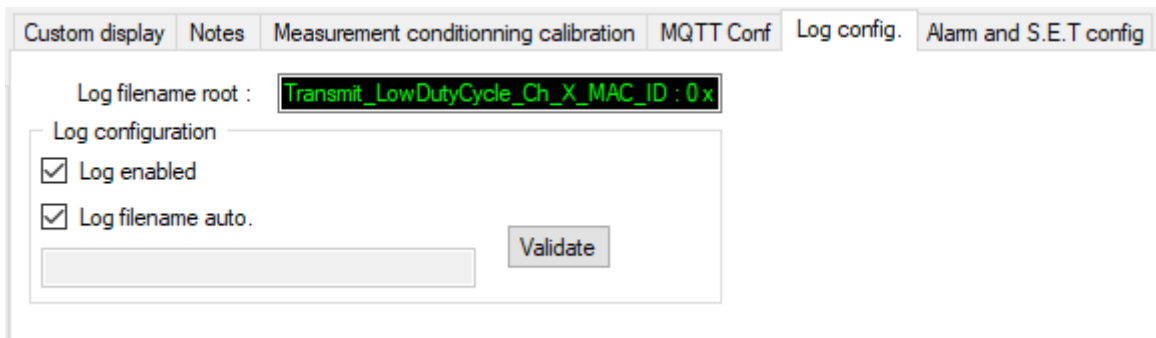 Custom display Notes Measurement conditionning calibration MQTT Conf Log config. Alarm and S.E.T config
Log filename root : Transmit_LowDutyCycle_Ch_X_MAC_ID : 0x
Log configuration
Log enabled
Log filename auto.
Validate